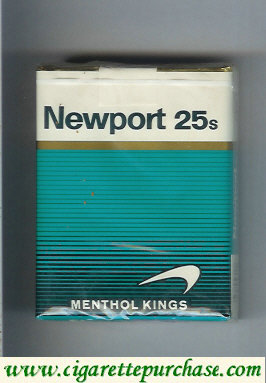 Newport 25s
MENTHOL KINGS
www.cigarettepurchase.com